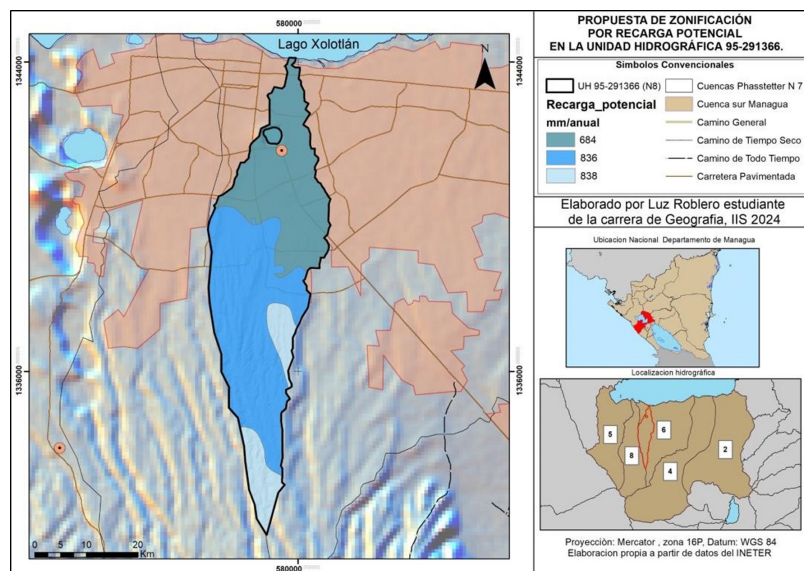 580000
Lago Xolotlán
N
1344000
1344000
1336000
1336000
0 5 10 20
Km
580000
PROPUESTA DE ZONIFICACIÓN
POR RECARGA POTENCIAL
EN LA UNIDAD HIDROGRÁFICA 95-291366.
Simbolos Convencionales
UH 95-291366 (N8)
Recarga_potencial
mm/anual
684
836
838
Cuencas Phasstetter N 7
Cuenca sur Managua
Camino General
Camino de Tiempo Seco
Camino de Todo Tiempo
Carretera Pavimentada
Elaborado por Luz Roblero estudiante
de la carrera de Geografia, IIS 2024
Ubicacion Nacional Departamento de Managua
Localizacion hidrográfica
5
6
8
4
2
Proyecciòn: Mercator , zona 16P, Datum: WGS 84
Elaboracion propia a partir de datos del INETER